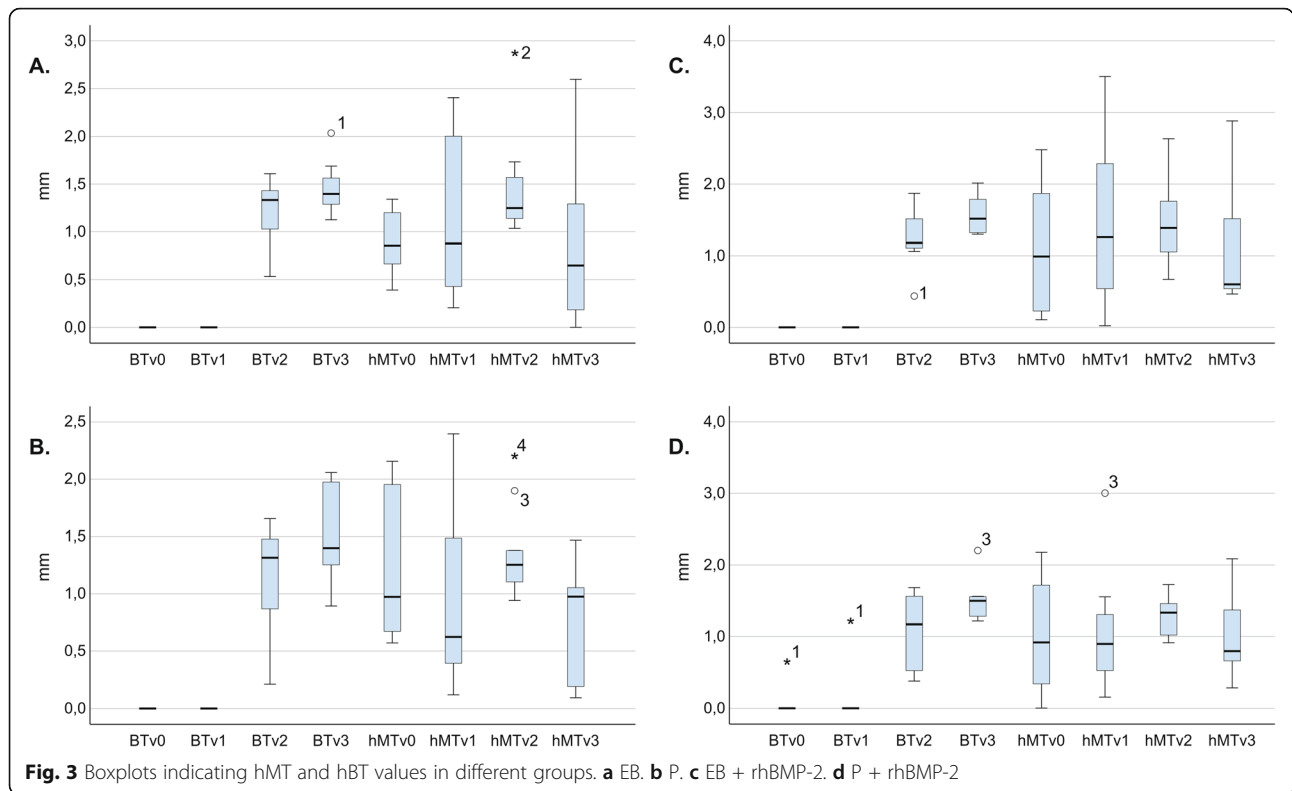 A.
3,0
2,5
2,0
1,5
1,0
0,5
0,0
mm
1
*2
BTv0 BTv1 BTv2 BTv3 hMTv0 hMTv1 hMTv2 hMTv3
C.
4,0
3,0
2,0
1,0
0,0
mm
1
BTv0 BTv1 BTv2 BTv3 hMTv0 hMTv1 hMTv2 hMTv3
B.
2,5
2,0
1,5
1,0
0,5
0,0
mm
*4
3
BTv0 BTv1 BTv2 BTv3 hMTv0 hMTv1 hMTv2 hMTv3
D.
4,0
3,0
2,0
1,0
0,0
mm
*1
*1
3
3
BTv0 BTv1 BTv2 BTv3 hMTv0 hMTv1 hMTv2 hMTv3
Fig. 3 Boxplots indicating hMT and hBT values in different groups. a EB. b P. c EB + rhBMP-2. d P + rhBMP-2